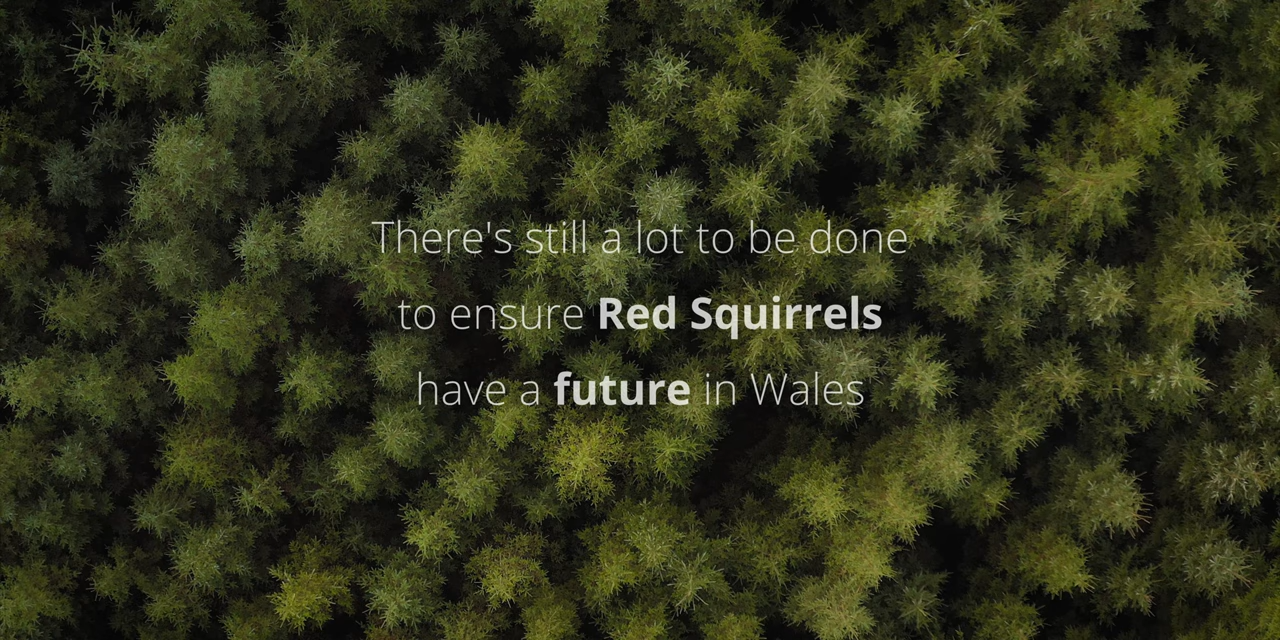 There's still a lot to be done
to ensure Red Squirrels
have a future in Wales